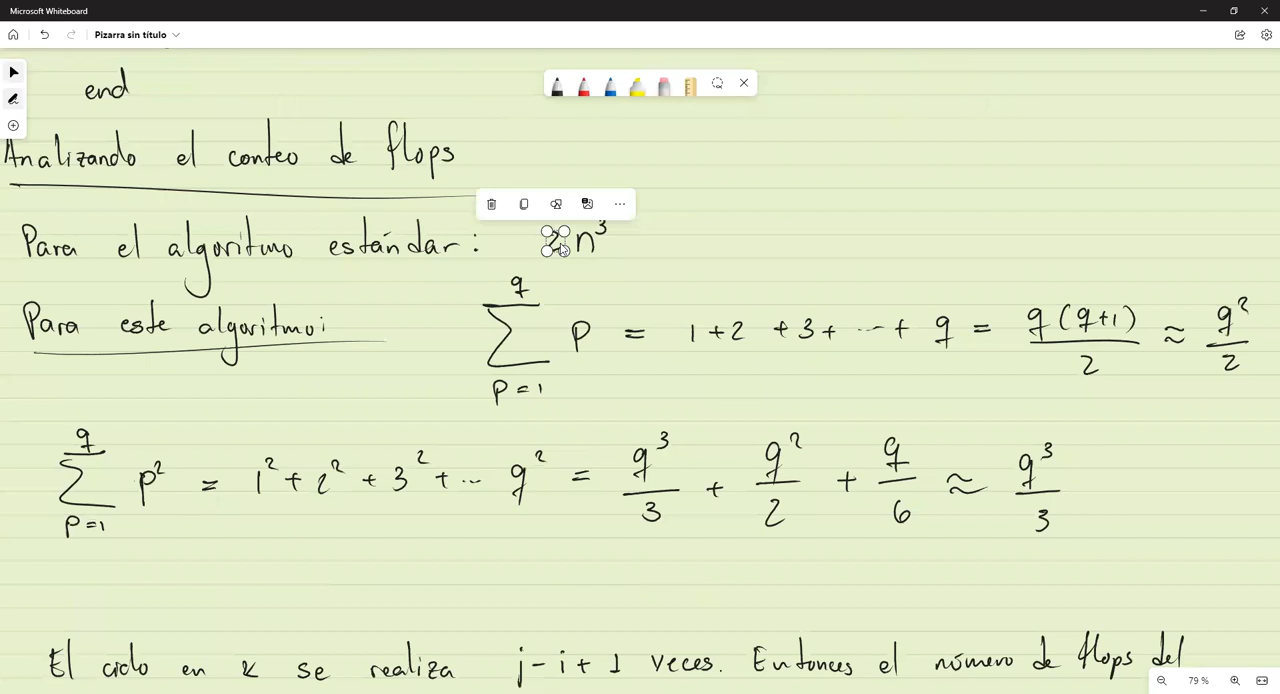 Microsoft Whiteboard
Pizarra sin título
end
Analizando el conteo de flops
Para el algoritmo estándar: 2n³
Para este algoritmo: ∑_{p=1}^{q} p = 1+2+3+⋯+q = q(q+1)/2 ≈ q²/2
∑_{p=1}^{q} p² = 1²+2²+3²+⋯ q² = q³/3 + q²/2 + q/6 ≈ q³/3
El ciclo en k se realiza j-i+1 veces. Entonces el número de flops del
79 %